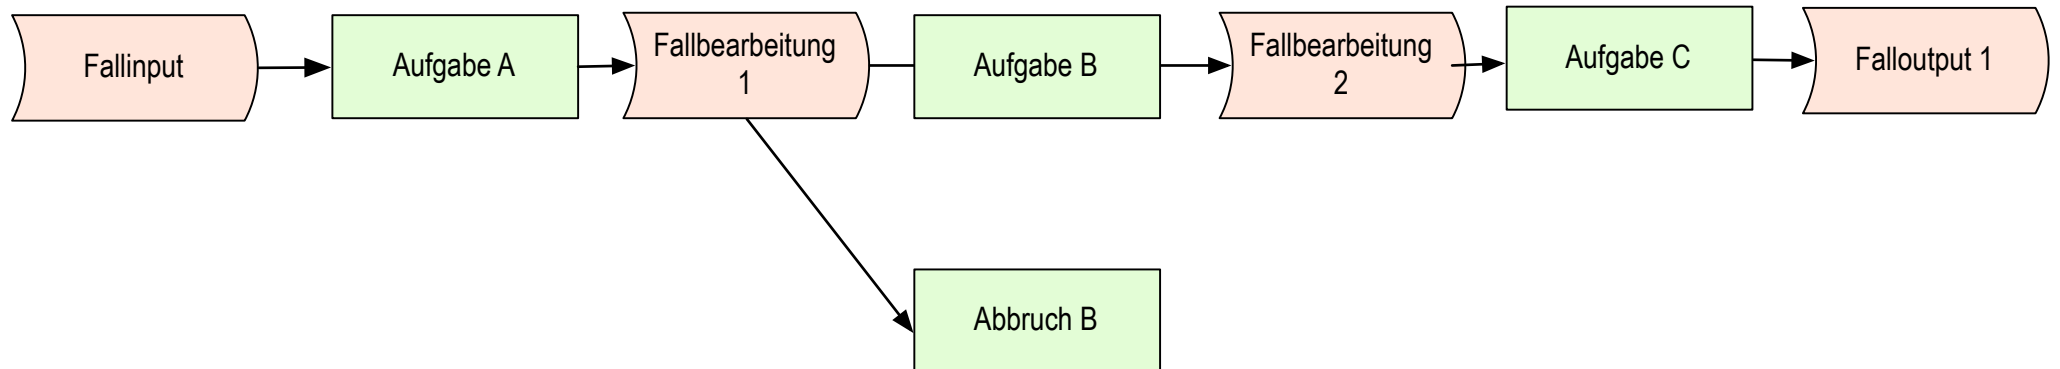 Fallinput
Aufgabe A
Fallbearbeitung
1
Aufgabe B
Fallbearbeitung
2
Aufgabe C
Falloutput 1
Abbruch B